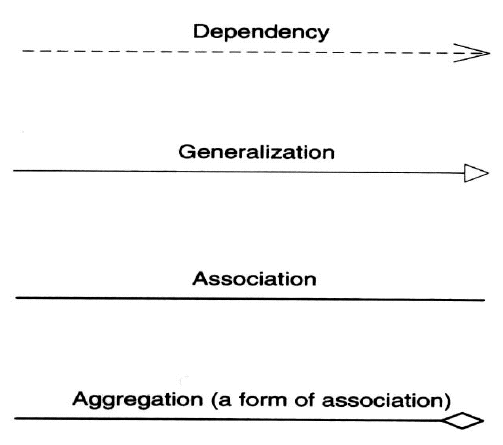 Dependency
Generalization
Association
Aggregation (a form of association)